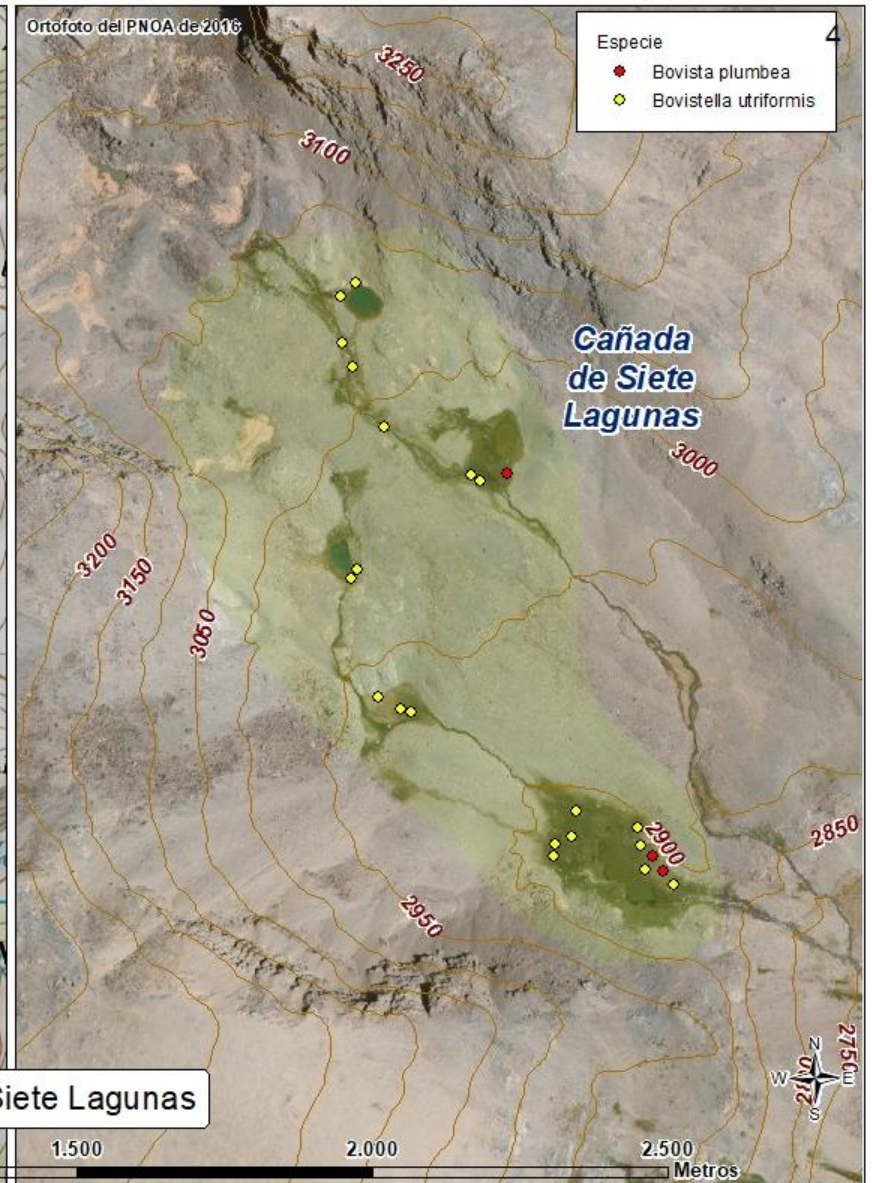 Ortofoto del PNOA de 2016
4
Especie
Bovista plumbea
Bovistella utriformis
3250
3100
Cañada
de Siete
Lagunas
3000
3200
3150
3050
2850
2900
2950
2750
N
W
E
S
Siete Lagunas
1.500
2.000
2.500
Metros